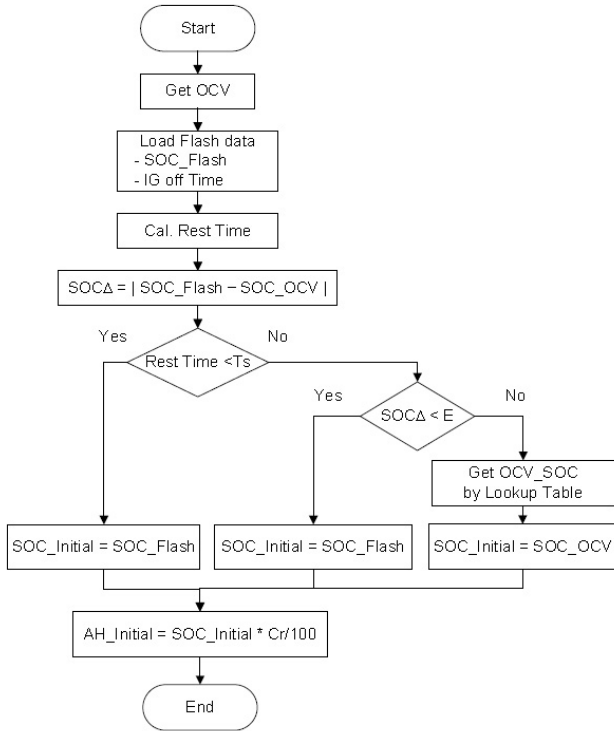 Start
Get OCV
Load Flash data
- SOC_Flash
- IG off Time
Cal. Rest Time
SOCΔ = | SOC_Flash – SOC_OCV |
Yes
No
Rest Time <Ts
Yes
No
SOCΔ < E
Get OCV_SOC
by Lookup Table
SOC_Initial = SOC_Flash
SOC_Initial = SOC_Flash
SOC_Initial = SOC_OCV
AH_Initial = SOC_Initial * Cr/100
End